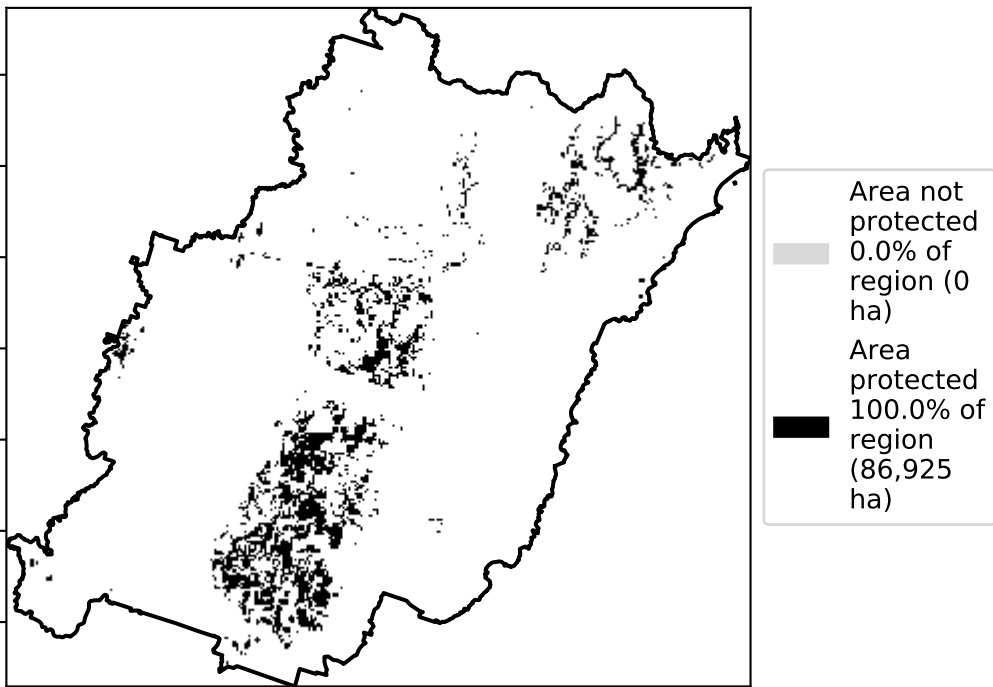 Area not
protected
0.0% of
region (0
ha)
Area
protected
100.0% of
region
(86,925
ha)